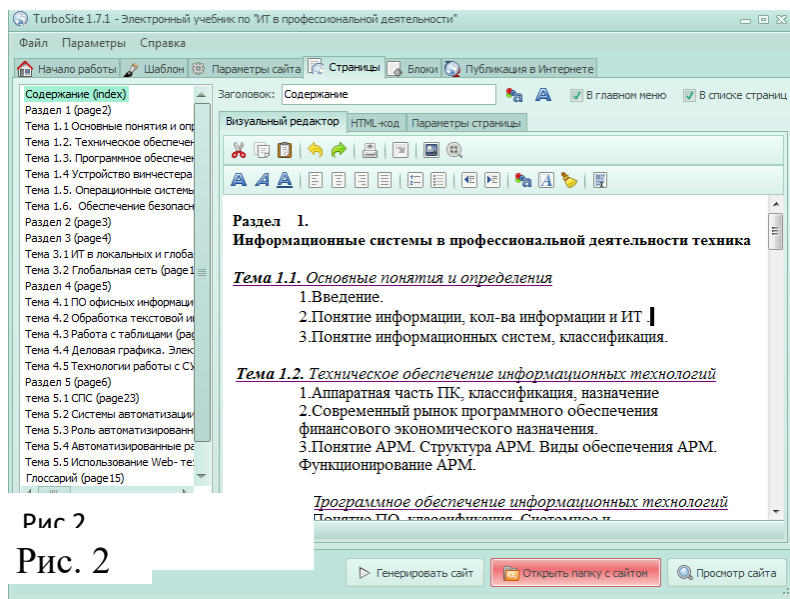 TurboSite 1.7.1 - Электронный учебник по "ИТ в профессиональной деятельности"
Файл Параметры Справка
Начало работы Шаблон Параметры сайта Страницы Блоки Публикация в Интернете
Содержание (index)
Раздел 1 (page2)
Тема 1.1 Основные понятия и опр
Тема 1.2. Техническое обеспечен
Тема 1.3. Программное обеспечен
Тема 1.4 Устройство винчестера
Тема 1.5. Операционные системы
Тема 1.6. Обеспечение безопасн
Раздел 2 (page3)
Раздел 3 (page4)
Тема 3.1 ИТ в локальных и глоба
Тема 3.2 Глобальная сеть (page1
Раздел 4 (page5)
Тема 4.1 ПО офисных информаци
тема 4.2 Обработка текстовой ин
Тема 4.3 Работа с таблицами (pag
Тема 4.4 Деловая графика. Элек
Тема 4.5 Технологии работы с СУ
Раздел 5 (page6)
тема 5.1 СПС (page23)
тема 5.2 Системы автоматизации
Тема 5.3 Роль автоматизированн
Тема 5.4 Автоматизированные ра
Тема 5.5 Использование Web- тех
Глоссарий (page15)
Заголовок: Содержание В главном меню В списке страниц
Визуальный редактор HTML-код Параметры страницы
Раздел 1.
Информационные системы в профессиональной деятельности техника
Тема 1.1. Основные понятия и определения
1.Введение.
2.Понятие информации, кол-ва информации и ИТ .
3.Понятие информационных систем, классификация.
Тема 1.2. Техническое обеспечение информационных технологий
1.Аппаратная часть ПК, классификация, назначение
2.Современный рынок программного обеспечения
финансового экономического назначения.
3.Понятие АРМ. Структура АРМ. Виды обеспечения АРМ.
Функционирование АРМ.
Программное обеспечение информационных технологий
Понятие ПО, классификация. Системное и
Рис 2
Рис. 2
Генерировать сайт Открыть папку с сайтом Просмотр сайта